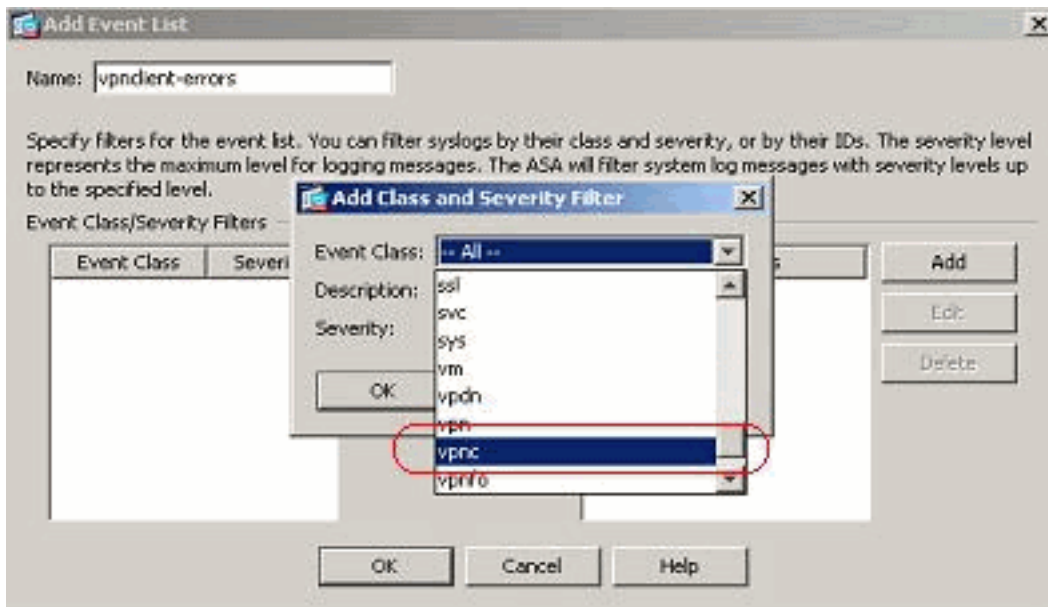 Add Event List
Name: vpnclient-errors
Specify filters for the event list. You can filter syslogs by their class and severity, or by their IDs. The severity level
represents the maximum level for logging messages. The ASA will filter system log messages with severity levels up
to the specified level.
Add Class and Severity Filter
Event Class/Severity Filters
Event Class: -- All --
Event Class Severi
Add
Description: ssl
svc
Severity:
sys
Edit
Delete
vm
OK
vpdn
vpn
vpnc
vpnfo
OK Cancel Help